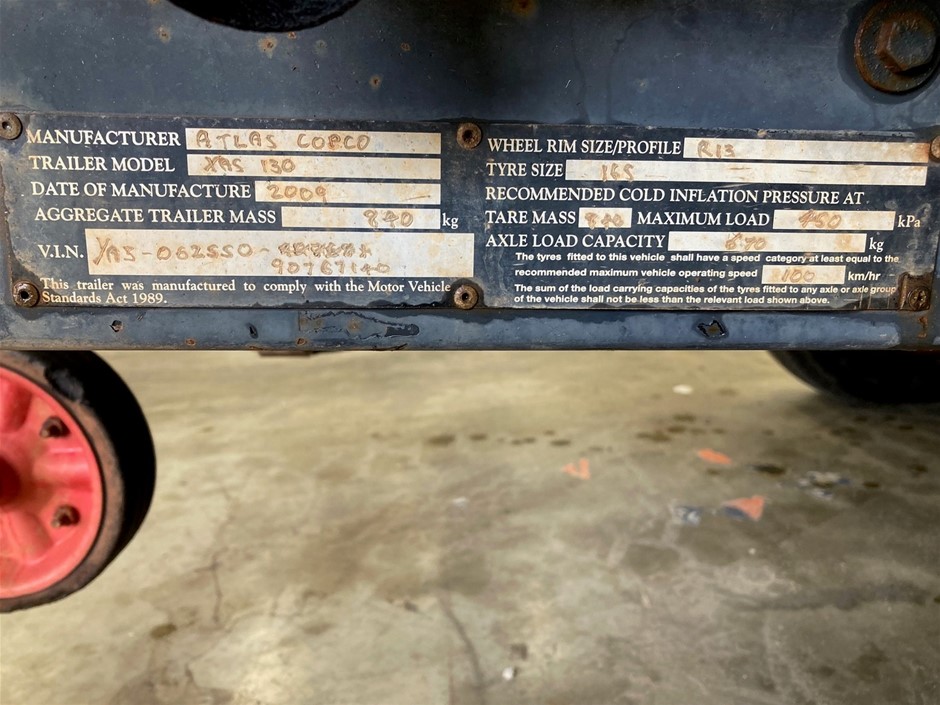 MANUFACTURER ATLAS COPCO
TRAILER MODEL XAS 130
DATE OF MANUFACTURE 2009
AGGREGATE TRAILER MASS 840 kg
V.I.N. YA5-062550-
90767140
This trailer was manufactured to comply with the Motor Vehicle
Standards Act 1989.
WHEEL RIM SIZE/PROFILE R13
TYRE SIZE 165
RECOMMENDED COLD INFLATION PRESSURE AT
TARE MASS 840 MAXIMUM LOAD 450 kPa
AXLE LOAD CAPACITY kg
The tyres fitted to this vehicle shall have a speed category at least equal to the
recommended maximum vehicle operating speed 100 km/hr
The sum of the load carrying capacities of the tyres fitted to any axle or axle group
of the vehicle shall not be less than the relevant load shown above.